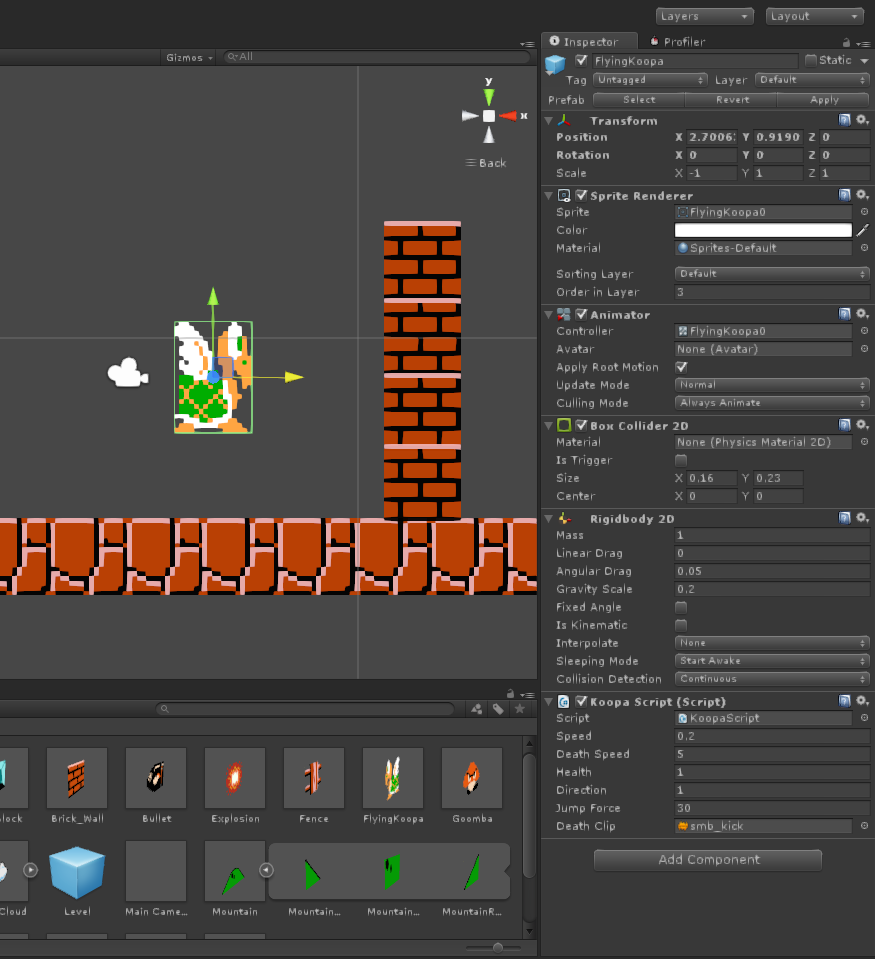 Layers Layout
Inspector Profiler
Gizmos All
FlyingKoopa Static
Tag Untagged Layer Default
Prefab Select Revert Apply
y
x
Back
Transform
Position X 2.7006 Y 0.9190 Z 0
Rotation X 0 Y 0 Z 0
Scale X -1 Y 1 Z 1
Sprite Renderer
Sprite FlyingKoopa0
Color
Material Sprites-Default
Sorting Layer Default
Order in Layer 3
Animator
Controller FlyingKoopa0
Avatar None (Avatar)
Apply Root Motion
Update Mode Normal
Culling Mode Always Animate
Box Collider 2D
Material None (Physics Material 2D)
Is Trigger
Size X 0.16 Y 0.23
Center X 0 Y 0
Rigidbody 2D
Mass 1
Linear Drag 0
Angular Drag 0.05
Gravity Scale 0.2
Fixed Angle
Is Kinematic
Interpolate None
Sleeping Mode Start Awake
Collision Detection Continuous
Koopa Script (Script)
Script KoopaScript
Speed 0.2
Death Speed 5
Health 1
Direction 1
Jump Force 30
Death Clip smb_kick
Add Component
lock Brick_Wall Bullet Explosion Fence FlyingKoopa Goomba
Cloud Level Main Came... Mountain Mountain... Mountain... MountainR...